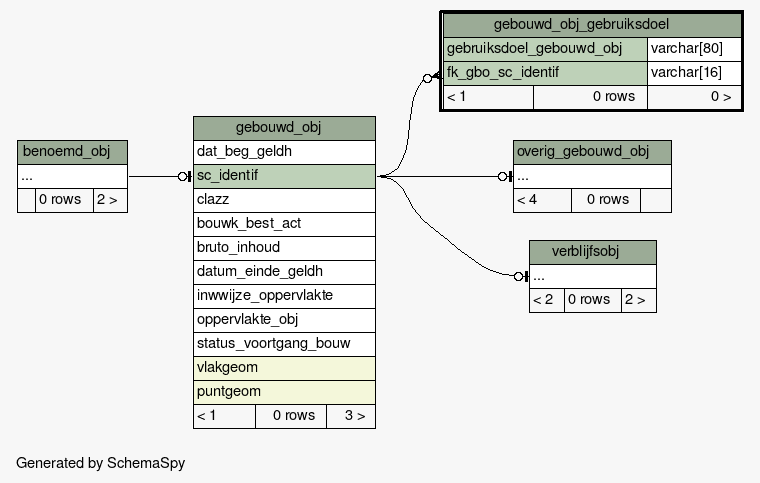 gebouwd_obj_gebruiksdoel
gebruiksdoel_gebouwd_obj varchar[80]
fk_gbo_sc_identif varchar[16]
< 1 0 rows 0 >
benoemd_obj
...
0 rows 2 >
gebouwd_obj
dat_beg_geldh
sc_identif
clazz
bouwk_best_act
bruto_inhoud
datum_einde_geldh
inwwijze_oppervlakte
oppervlakte_obj
status_voortgang_bouw
vlakgeom
puntgeom
< 1 0 rows 3 >
overig_gebouwd_obj
...
< 4 0 rows
verblijfsobj
...
< 2 0 rows 2 >
Generated by SchemaSpy